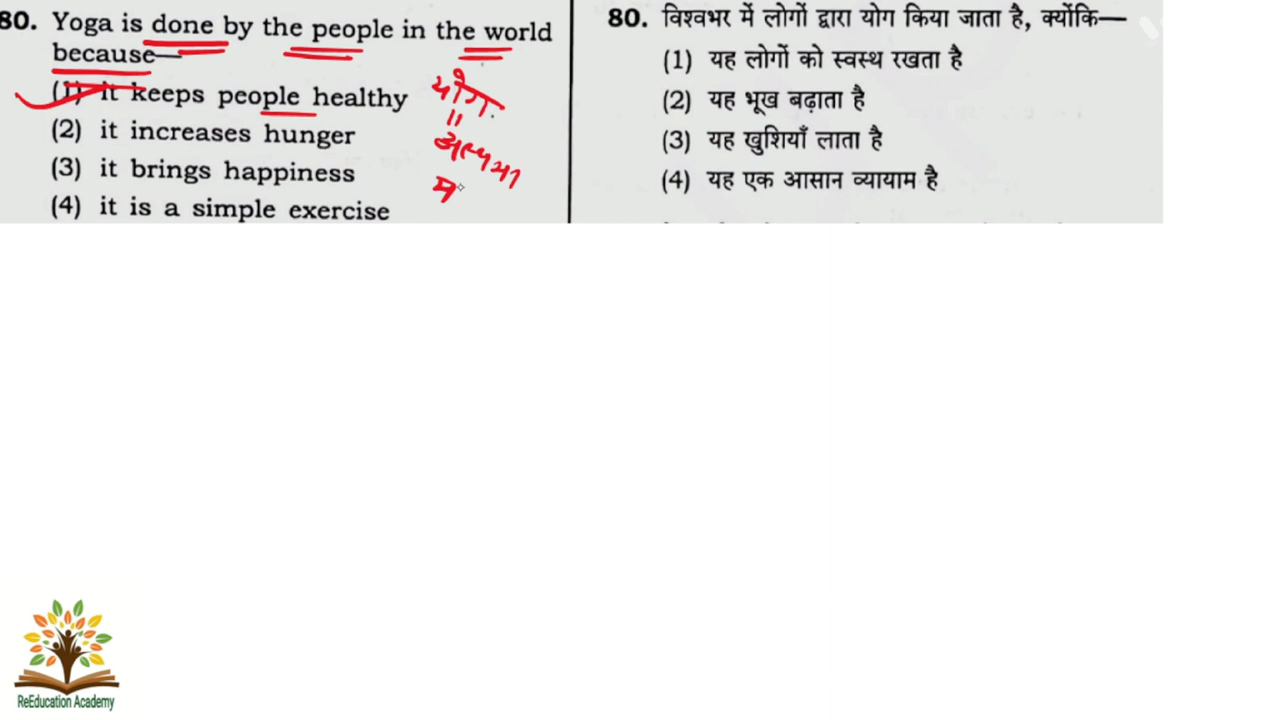 80. Yoga is done by the people in the world
because—
(1) it keeps people healthy
(2) it increases hunger
(3) it brings happiness
(4) it is a simple exercise
योग
=
80. विश्वभर में लोगों द्वारा योग किया जाता है, क्योंकि—
(1) यह लोगों को स्वस्थ रखता है
(2) यह भूख बढ़ाता है
(3) यह खुशियाँ लाता है
(4) यह एक आसान व्यायाम है
ReEducation Academy